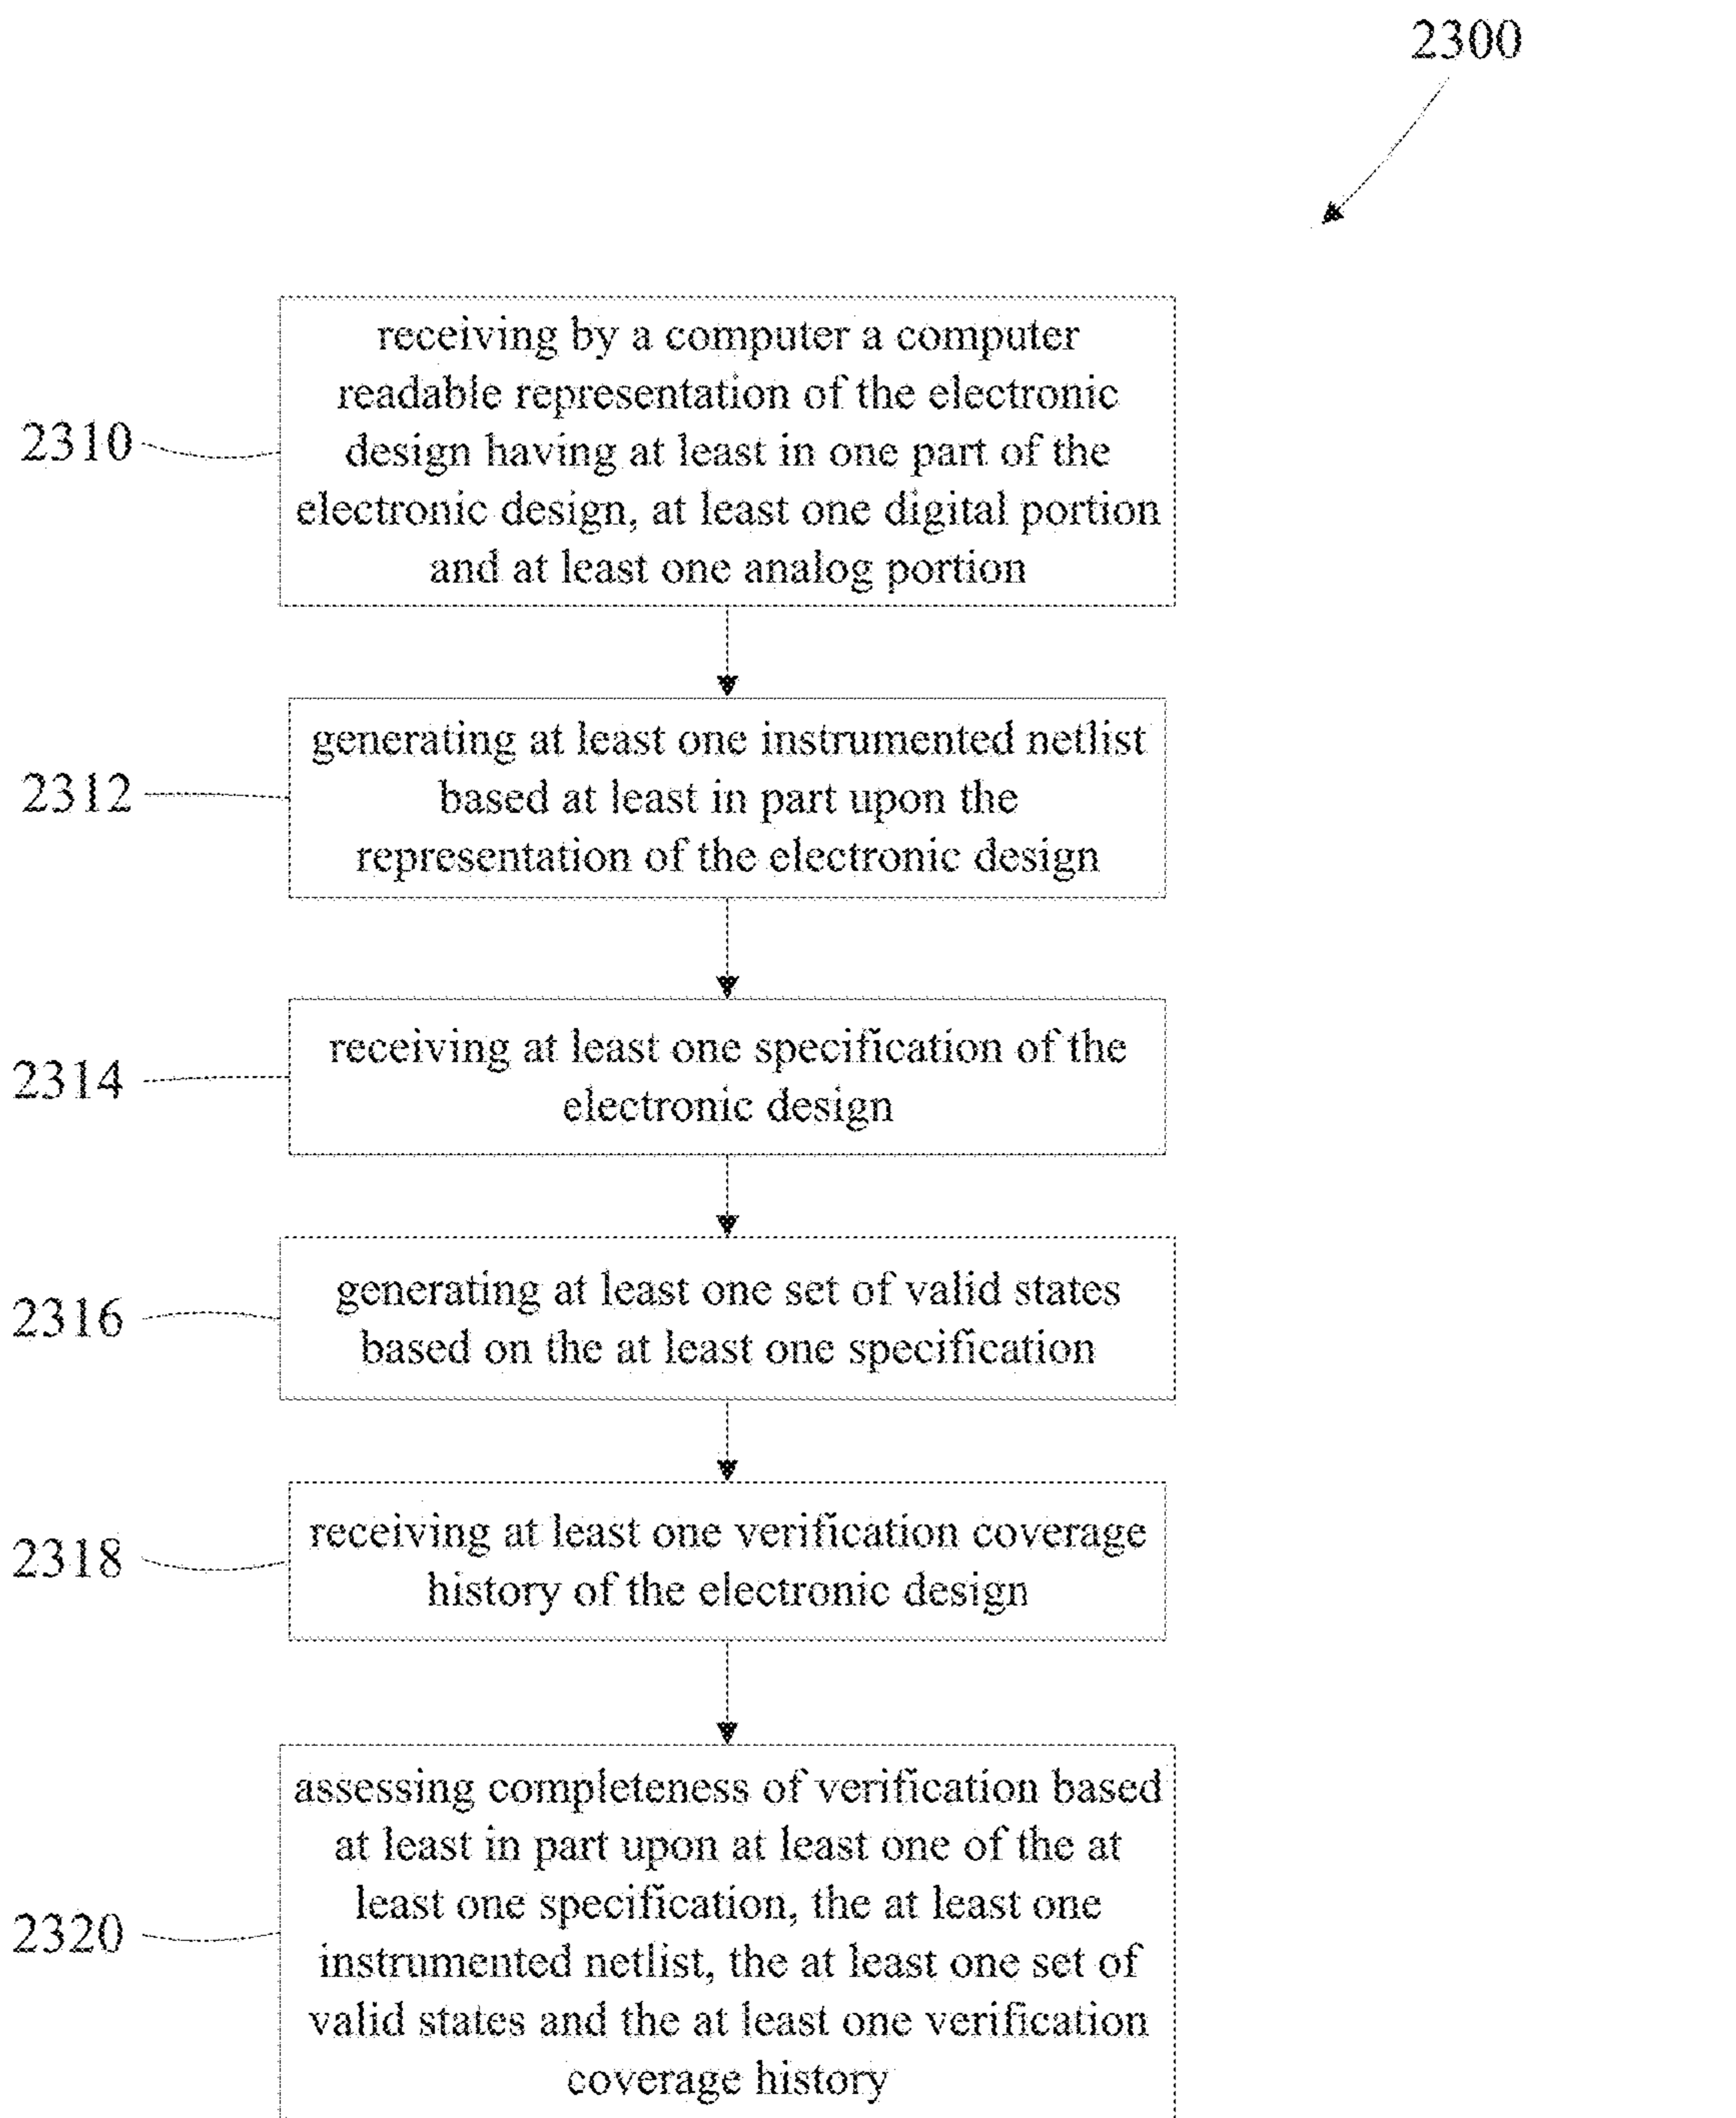 2300
receiving by a computer a computer
readable representation of the electronic
design having at least in one part of the
electronic design, at least one digital portion
and at least one analog portion
2310
generating at least one instrumented netlist
based at least in part upon the
representation of the electronic design
2312
receiving at least one specification of the
electronic design
2314
generating at least one set of valid states
based on the at least one specification
2316
receiving at least one verification coverage
history of the electronic design
2318
assessing completeness of verification based
at least in part upon at least one of the at
least one specification, the at least one
instrumented netlist, the at least one set of
valid states and the at least one verification
coverage history
2320